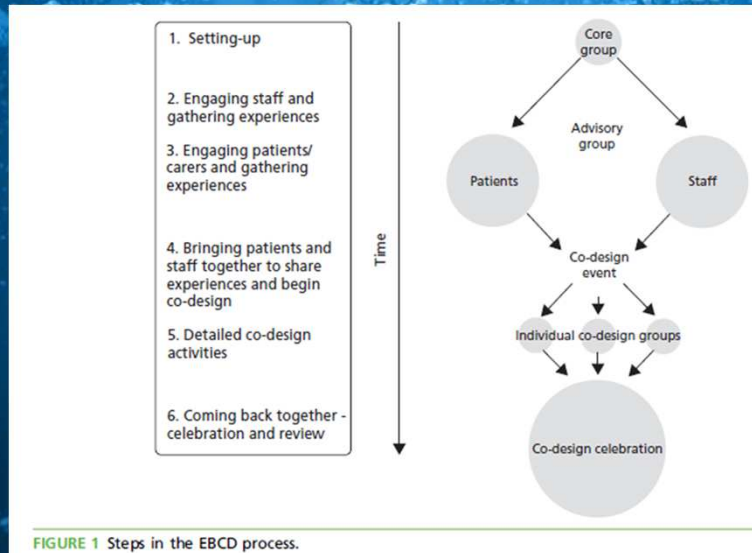 1. Setting-up
2. Engaging staff and
gathering experiences
3. Engaging patients/
carers and gathering
experiences
4. Bringing patients and
staff together to share
experiences and begin
co-design
5. Detailed co-design
activities
6. Coming back together -
celebration and review
Time
Core
group
Advisory
group
Patients
Staff
Co-design
event
Individual co-design groups
Co-design celebration
FIGURE 1 Steps in the EBCD process.